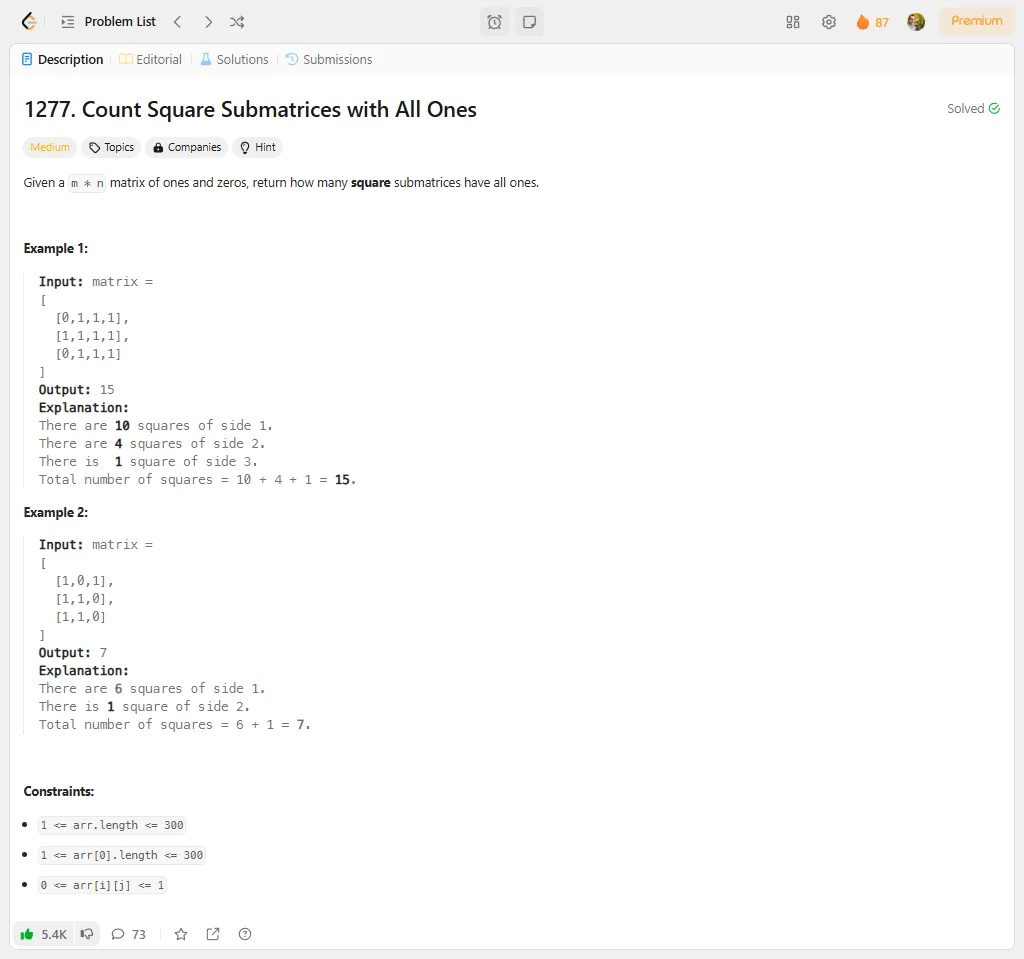 Problem List
87
Premium
Description
Editorial
Solutions
Submissions
1277. Count Square Submatrices with All Ones
Solved
Medium
Topics
Companies
Hint
Given a m * n matrix of ones and zeros, return how many square submatrices have all ones.
Example 1:
Input: matrix =
[
  [0,1,1,1],
  [1,1,1,1],
  [0,1,1,1]
]
Output: 15
Explanation:
There are 10 squares of side 1.
There are 4 squares of side 2.
There is  1 square of side 3.
Total number of squares = 10 + 4 + 1 = 15.
Example 2:
Input: matrix =
[
  [1,0,1],
  [1,1,0],
  [1,1,0]
]
Output: 7
Explanation:
There are 6 squares of side 1.
There is 1 square of side 2.
Total number of squares = 6 + 1 = 7.
Constraints:
1 <= arr.length <= 300
1 <= arr[0].length <= 300
0 <= arr[i][j] <= 1
5.4K
73